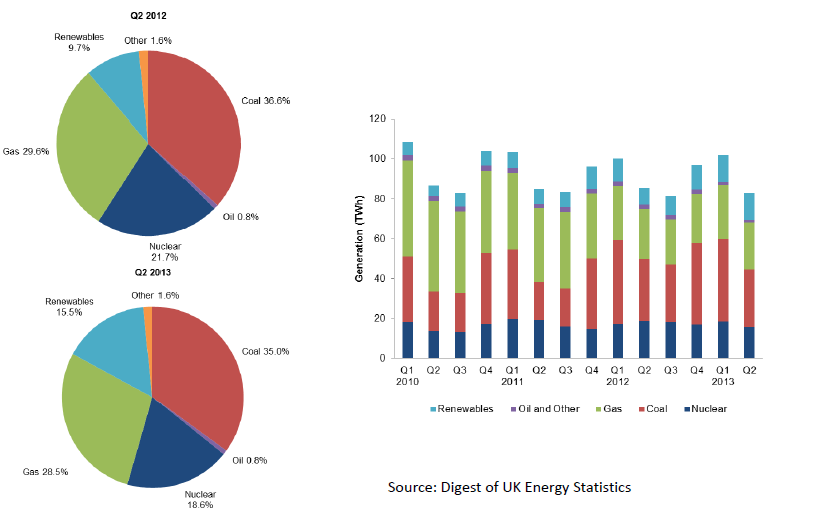 Q2 2012
Renewables
9.7%
Other 1.6%
Coal 36.6%
Gas 29.6%
Oil 0.8%
Nuclear
21.7%
Q2 2013
Renewables
15.5%
Other 1.6%
Coal 35.0%
Oil 0.8%
Gas 28.5%
Nuclear
18.6%
Generation (TWh)
120
100
80
60
40
20
0
Q1 Q2 Q3 Q4 Q1 Q2 Q3 Q4 Q1 Q2 Q3 Q4 Q1 Q2
2010 2011 2012 2013
Renewables Oil and Other Gas Coal Nuclear
Source: Digest of UK Energy Statistics